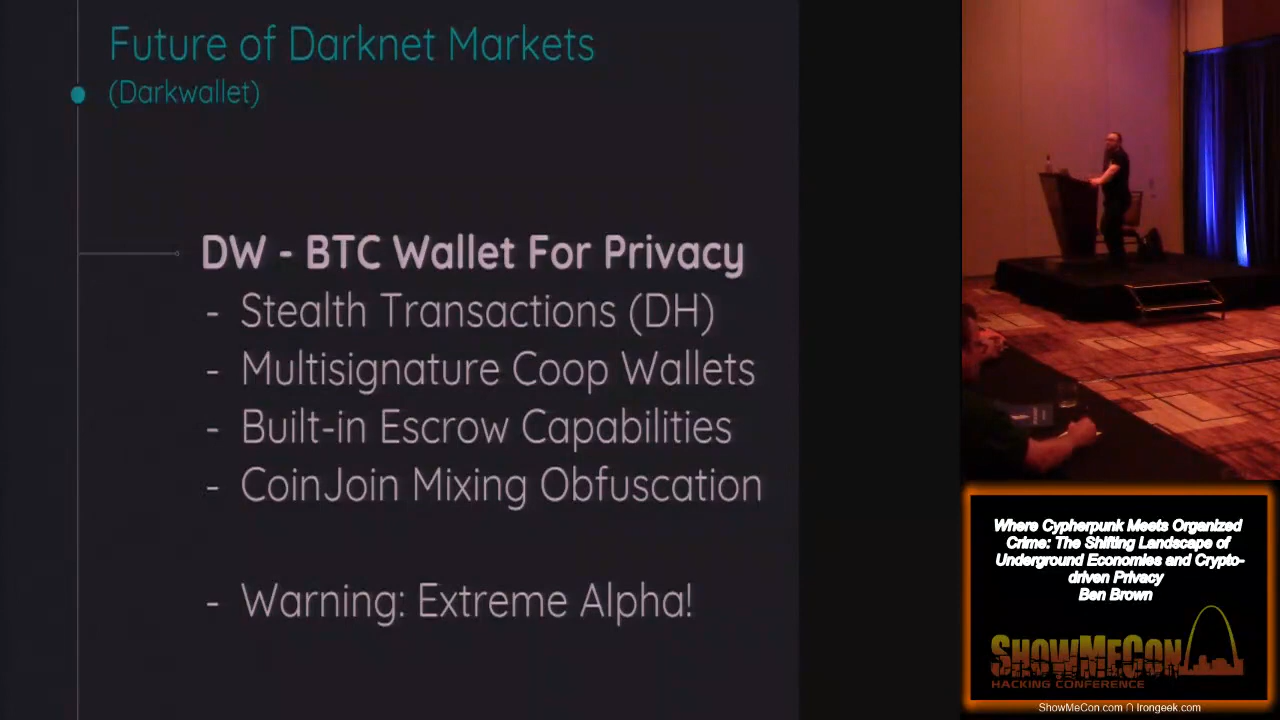 Future of Darknet Markets
(Darkwallet)
DW - BTC Wallet For Privacy
- Stealth Transactions (DH)
- Multisignature Coop Wallets
- Built-in Escrow Capabilities
- CoinJoin Mixing Obfuscation
- Warning: Extreme Alpha!
Where Cypherpunk Meets Organized
Crime: The Shifting Landscape of
Underground Economies and Crypto-
driven Privacy
Ben Brown
ShowMeCon
HACKING CONFERENCE
ShowMeCon.com ∩ Irongeek.com